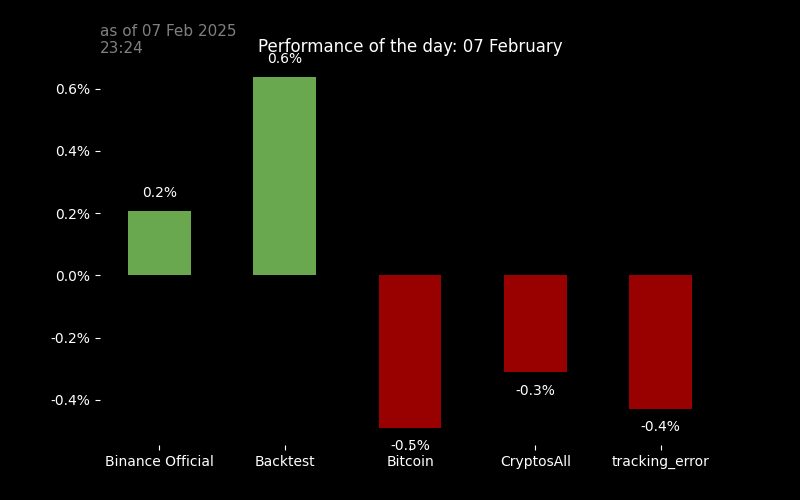 as of 07 Feb 2025
23:24
Performance of the day: 07 February
0.6%
0.6%
0.4%
0.2%
0.2%
0.0%
-0.2%
-0.4%
-0.3%
-0.4%
-0.5%
Binance Official
Backtest
Bitcoin
CryptosAll
tracking_error